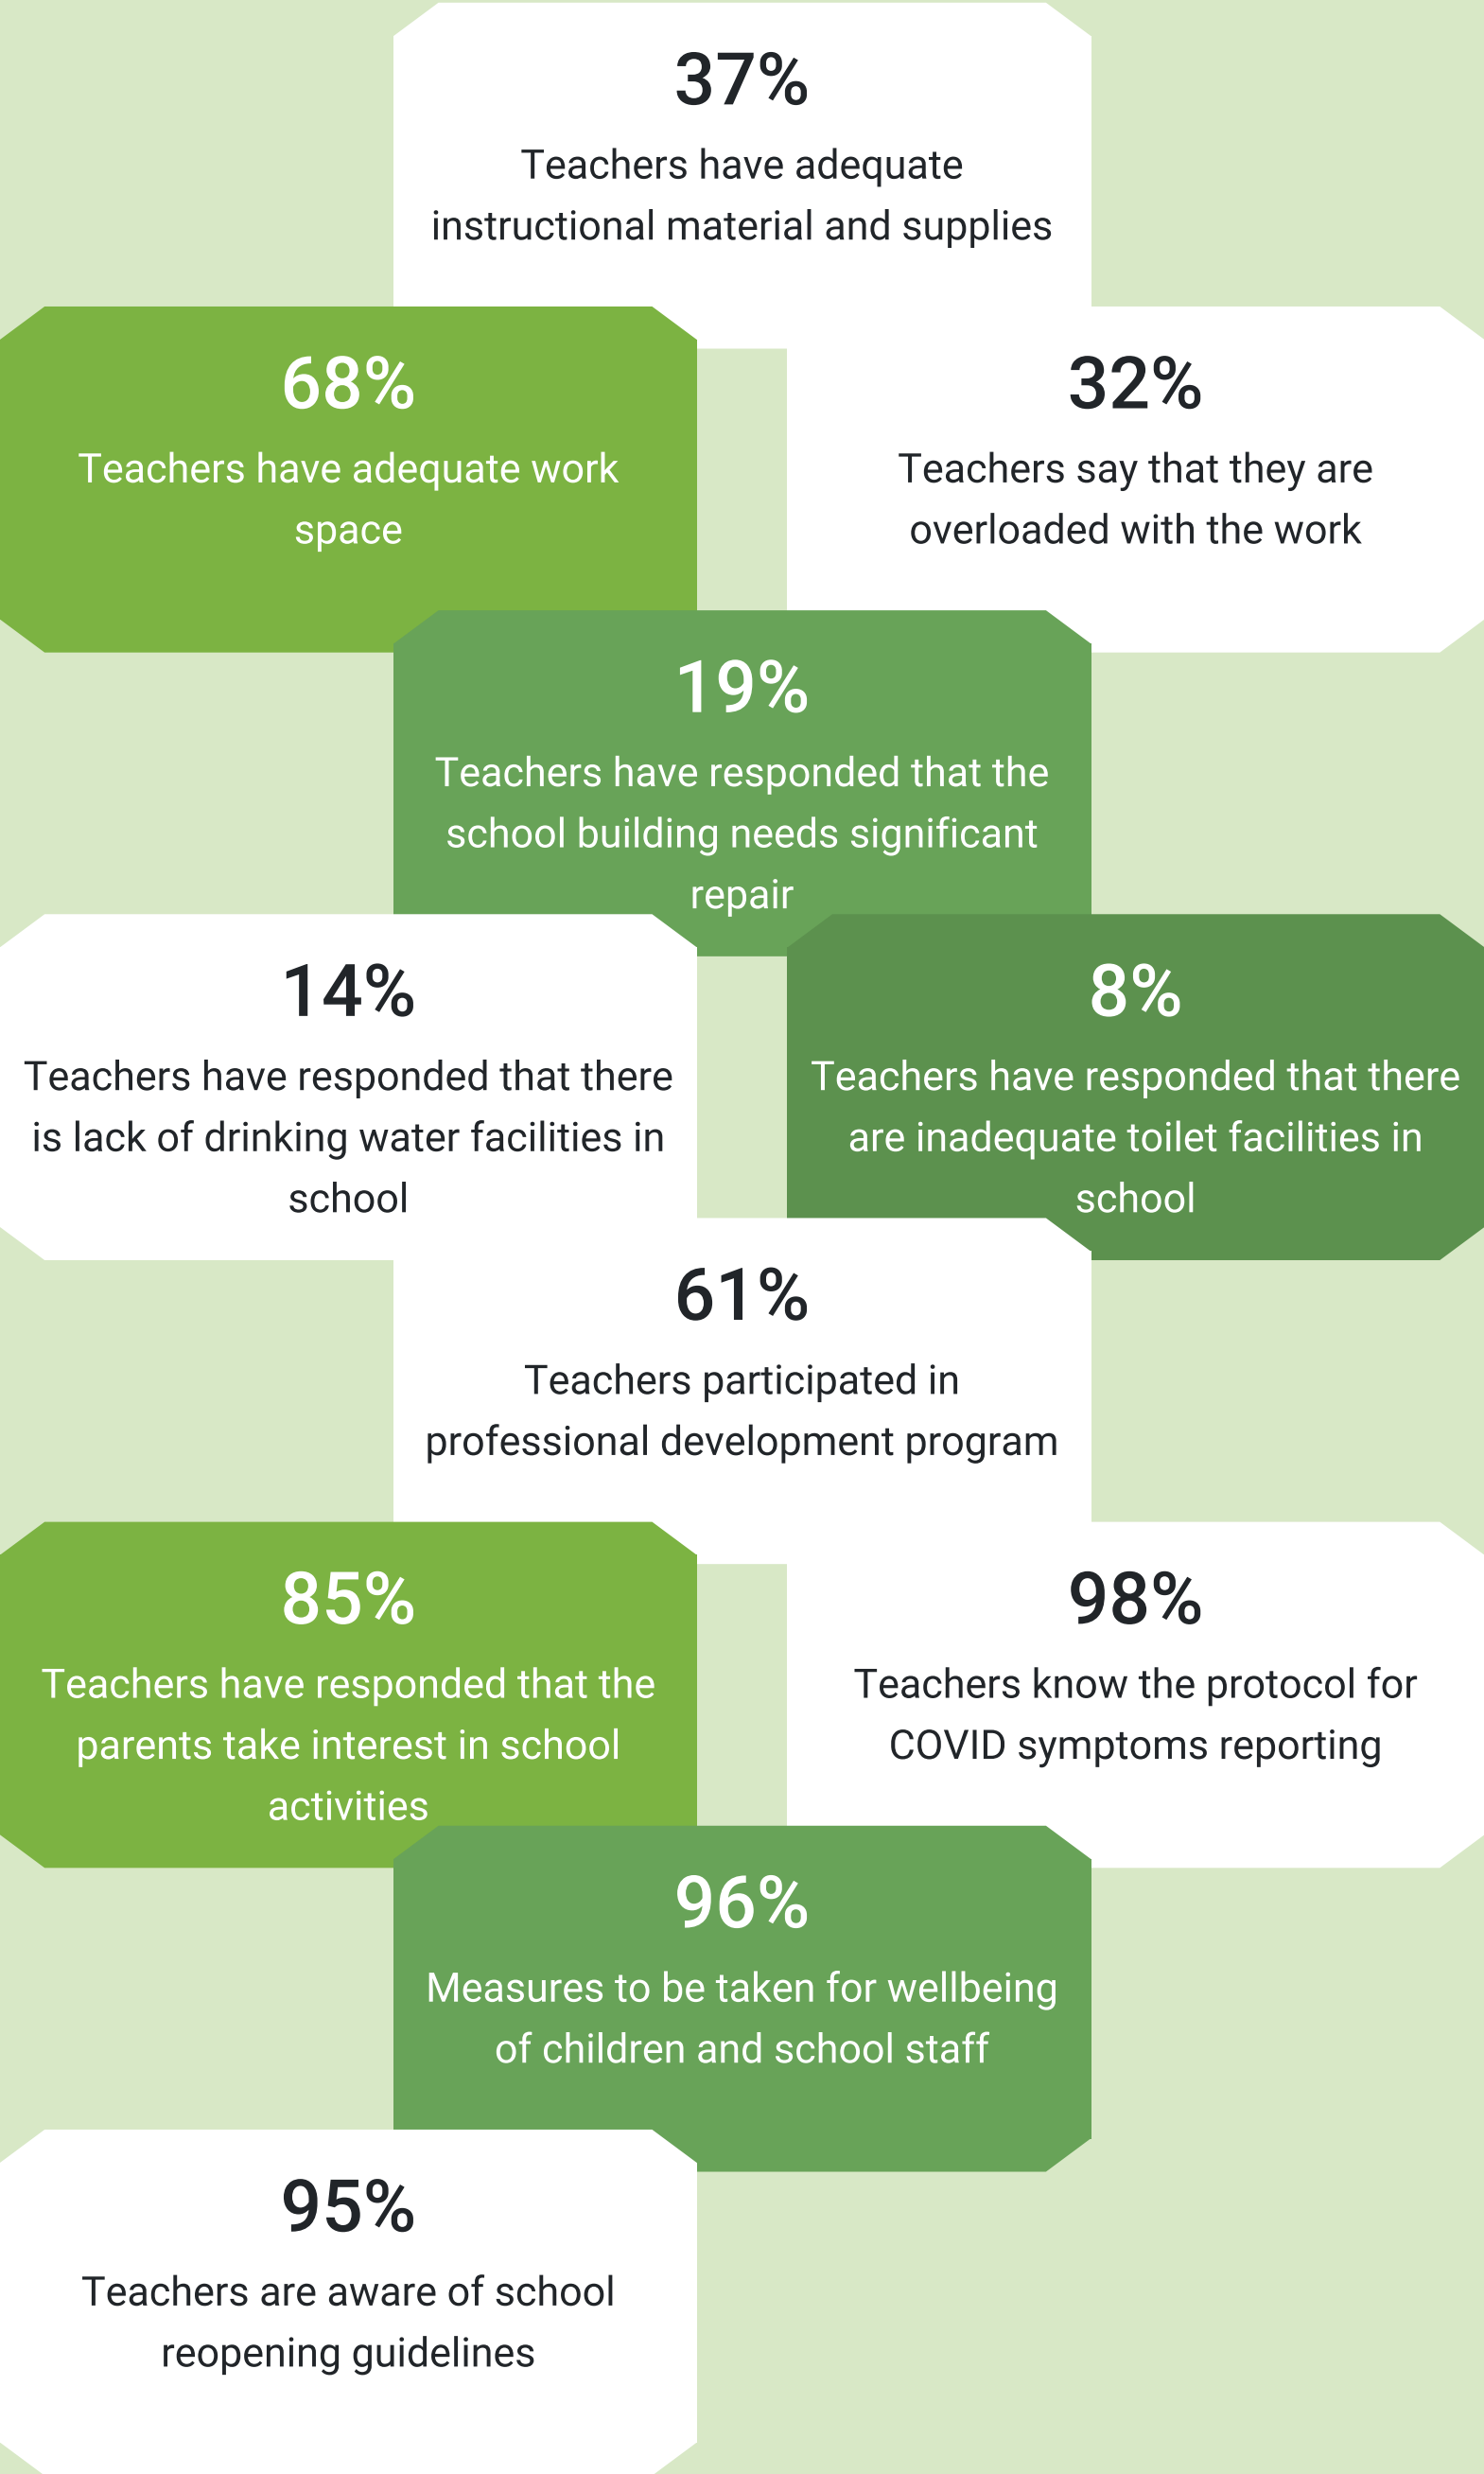 37%
Teachers have adequate
instructional material and supplies
68%
Teachers have adequate work
space
32%
Teachers say that they are
overloaded with the work
19%
Teachers have responded that the
school building needs significant
repair
14%
Teachers have responded that there
is lack of drinking water facilities in
school
8%
Teachers have responded that there
are inadequate toilet facilities in
school
61%
Teachers participated in
professional development program
85%
Teachers have responded that the
parents take interest in school
activities
98%
Teachers know the protocol for
COVID symptoms reporting
96%
Measures to be taken for wellbeing
of children and school staff
95%
Teachers are aware of school
reopening guidelines